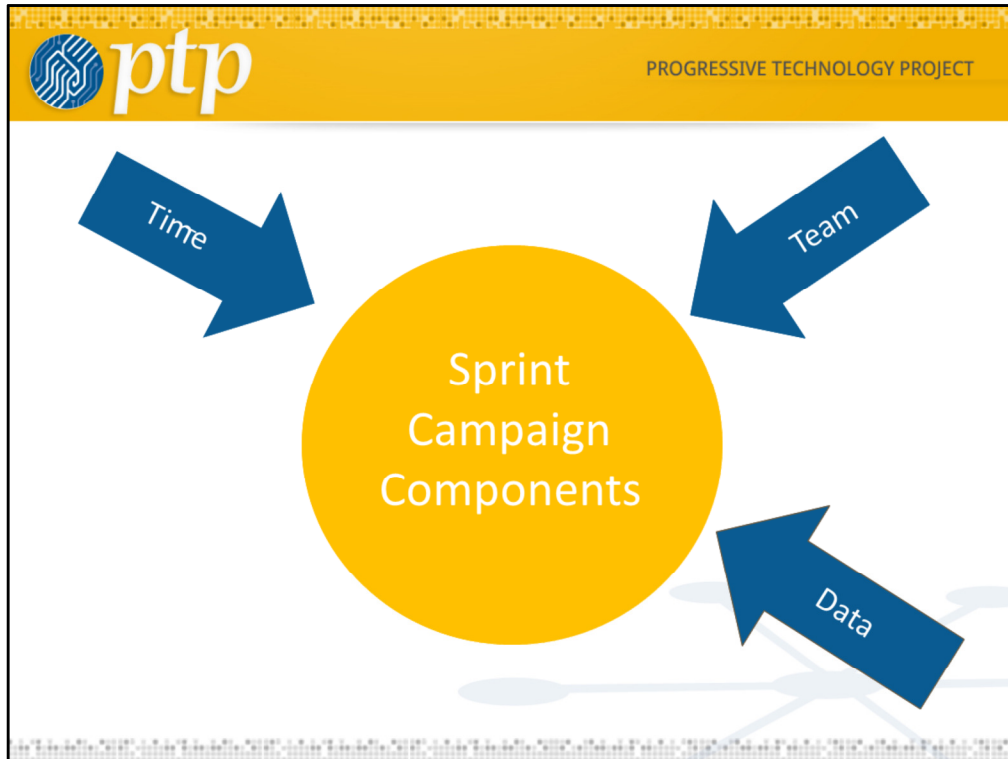 ptp
PROGRESSIVE TECHNOLOGY PROJECT
Time
Team
Sprint
Campaign
Components
Data